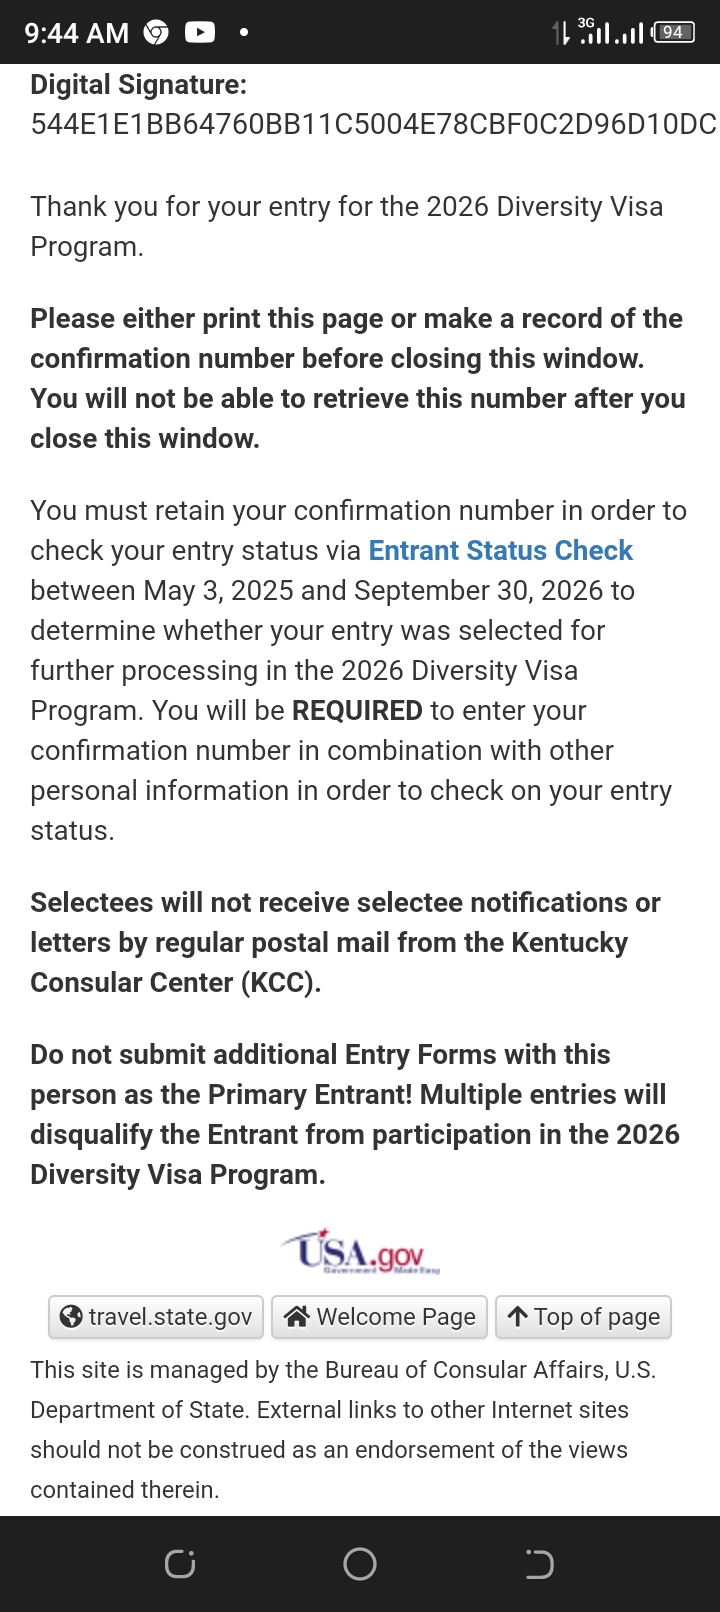 9:44 AM
3G
94
Digital Signature:
544E1E1BB64760BB11C5004E78CBF0C2D96D10DC
Thank you for your entry for the 2026 Diversity Visa
Program.
Please either print this page or make a record of the
confirmation number before closing this window.
You will not be able to retrieve this number after you
close this window.
You must retain your confirmation number in order to
check your entry status via Entrant Status Check
between May 3, 2025 and September 30, 2026 to
determine whether your entry was selected for
further processing in the 2026 Diversity Visa
Program. You will be REQUIRED to enter your
confirmation number in combination with other
personal information in order to check on your entry
status.
Selectees will not receive selectee notifications or
letters by regular postal mail from the Kentucky
Consular Center (KCC).
Do not submit additional Entry Forms with this
person as the Primary Entrant! Multiple entries will
disqualify the Entrant from participation in the 2026
Diversity Visa Program.
USA.gov
Government Made Easy
travel.state.gov Welcome Page Top of page
This site is managed by the Bureau of Consular Affairs, U.S.
Department of State. External links to other Internet sites
should not be construed as an endorsement of the views
contained therein.